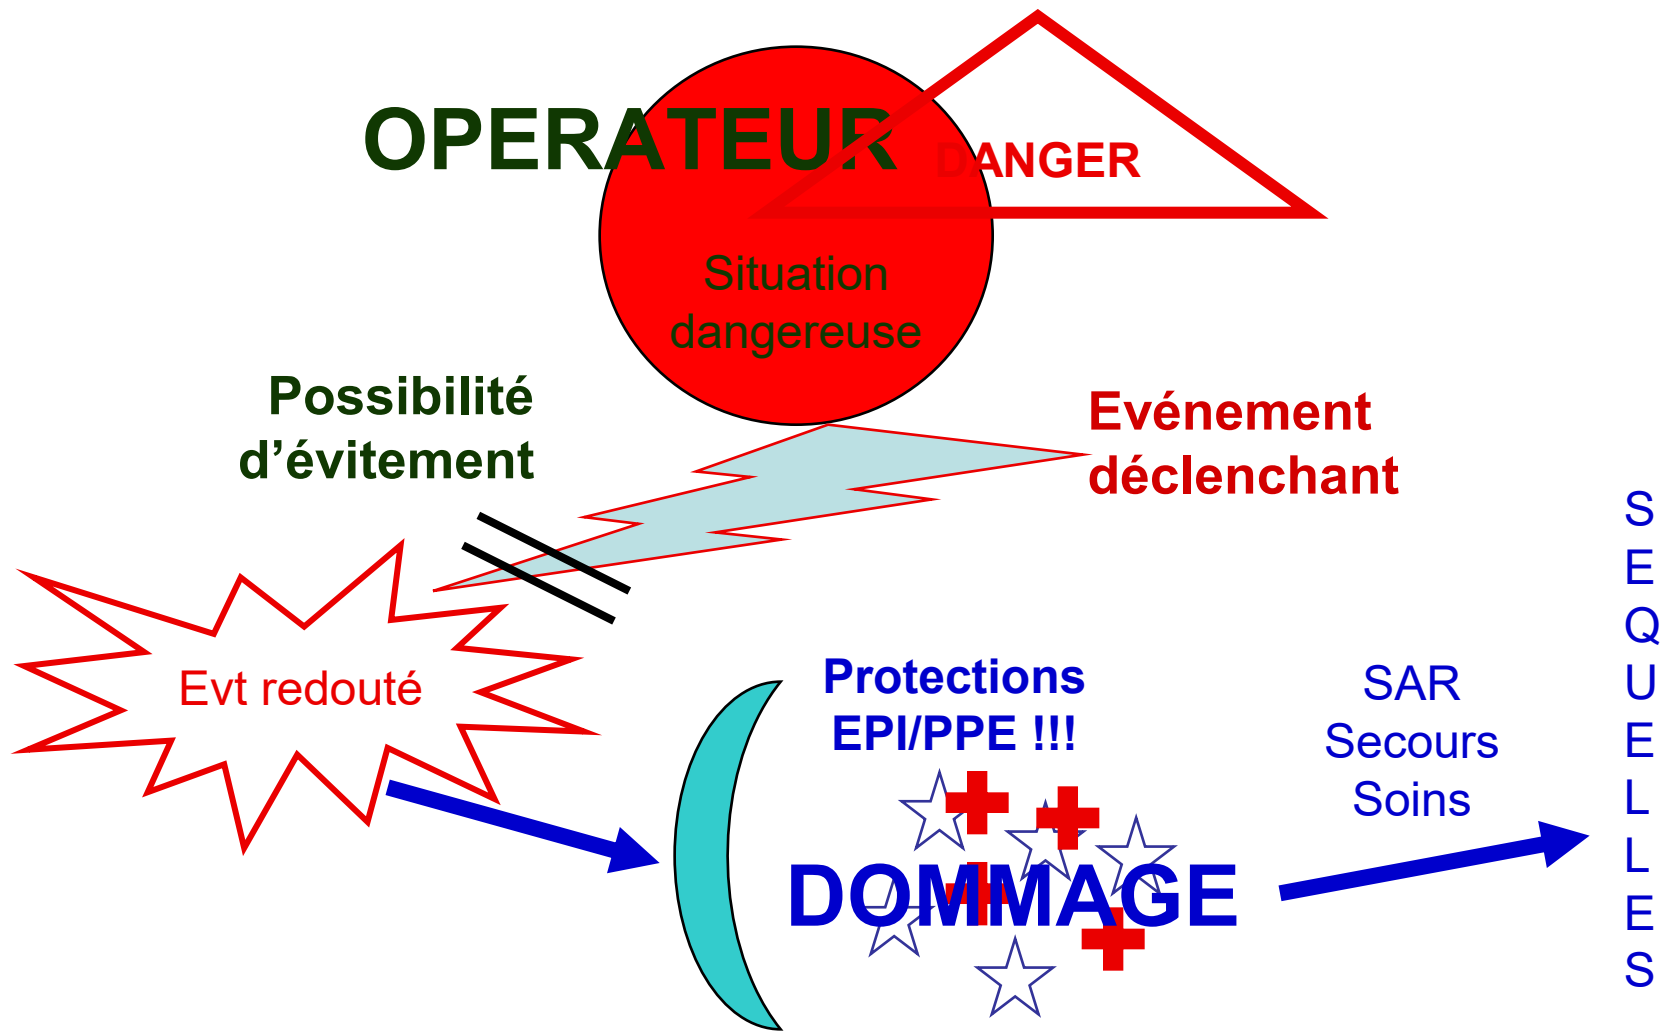 OPERATEUR
DANGER
Situation
dangereuse
Possibilité
d’évitement
Evénement
déclenchant
Evt redouté
Protections
EPI/PPE !!!
DOMMAGE
SAR
Secours
Soins
S
E
Q
U
E
L
L
E
S